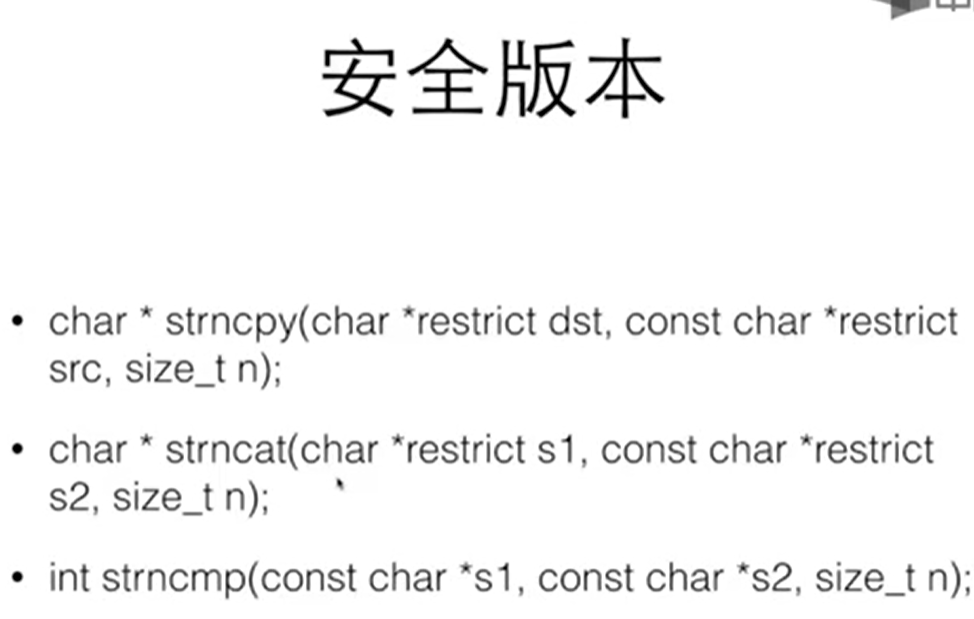 安全版本
• char * strncpy(char *restrict dst, const char *restrict
src, size_t n);
• char * strncat(char *restrict s1, const char *restrict
s2, size_t n);
• int strncmp(const char *s1, const char *s2, size_t n);